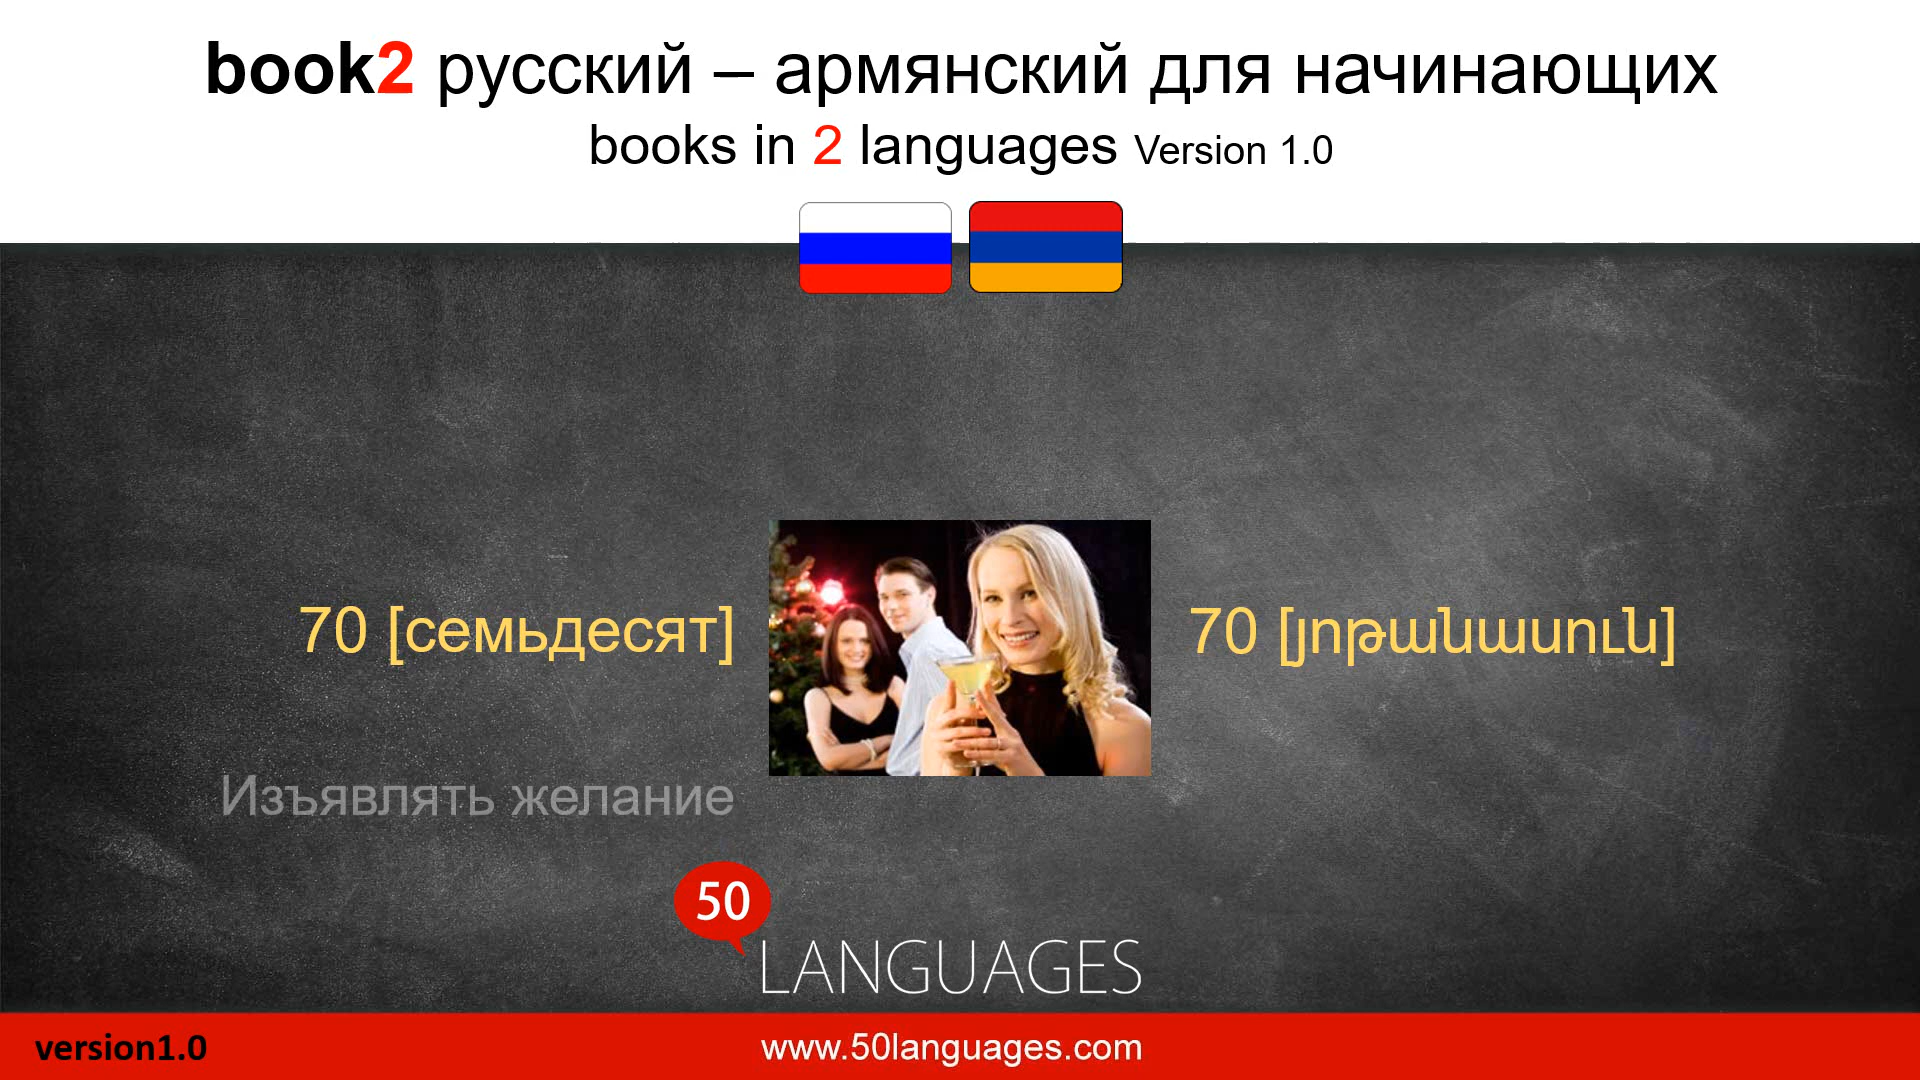 book2 русский – армянский для начинающих
books in 2 languages Version 1.0
70 [семьдесят]
70 [յոթանասուն]
Изъявлять желание
50
LANGUAGES
version1.0
www.50languages.com